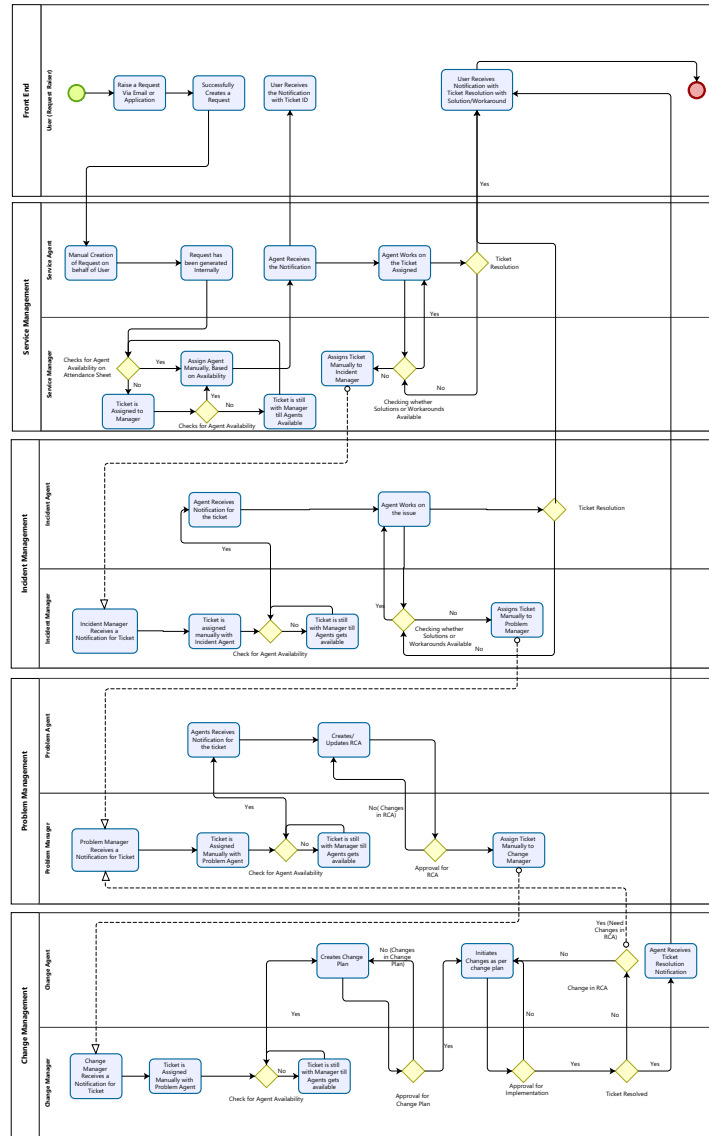 Front End
User (Request Raiser)
Raise a Request
Via Email or
Application
Successfully
Creates a
Request
User Receives
the Notification
with Ticket ID
User Receives
Notification with
Ticket Resolution with
Solution/Workaround
Yes
Service Management
Service Agent
Manual Creation
of Request on
behalf of User
Request has
been generated
Internally
Agent Receives
the Notification
Agent Works on
the Ticket
Assigned
Ticket
Resolution
Yes
Service Manager
Checks for Agent
Availability on
Attendance Sheet
Yes
Assign Agent
Manually, Based
on Availability
Assigns Ticket
Manually to
Incident
Manager
No
No
No
Yes
Ticket is
Assigned to
Manager
No
Ticket is still
with Manager
till Agents
Available
Checks for Agent Availability
Checking whether
Solutions or Workarounds
Available
Incident Management
Incident Agent
Agent Receives
Notification for
the ticket
Agent Works on
the issue
Ticket Resolution
Yes
Incident Manager
Incident Manager
Receives a
Notification for Ticket
Ticket is
assigned
manually with
Incident Agent
No
Ticket is still
with Manager till
Agents gets
available
Check for Agent Availability
Yes
No
Checking whether
Solutions or
Workarounds Available
Assigns Ticket
Manually to
Problem
Manager
No
Problem Management
Problem Agent
Agents Receives
Notification for
the ticket
Creates/
Updates RCA
Yes
No( Changes
in RCA)
Problem Manager
Problem Manager
Receives a
Notification for Ticket
Ticket is
Assigned
Manually with
Problem Agent
No
Ticket is still
with Manager till
Agents gets
available
Check for Agent Availability
Approval for
RCA
Assign Ticket
Manually to
Change
Manager
Change Management
Change Agent
Creates Change
Plan
No (Changes
in Change
Plan)
Initiates
Changes as per
change plan
No
Yes (Need
Changes in
RCA)
Agent Receives
Ticket
Resolution
Notification
Change in RCA
Yes
No
No
Change Manager
Change
Manager
Receives a
Notification for
Ticket
Ticket is
Assigned
Manually with
Problem Agent
No
Ticket is still
with Manager till
Agents gets
available
Check for Agent Availability
Yes
Approval for
Change Plan
Yes
Approval for
Implementation
Yes
Ticket Resolved